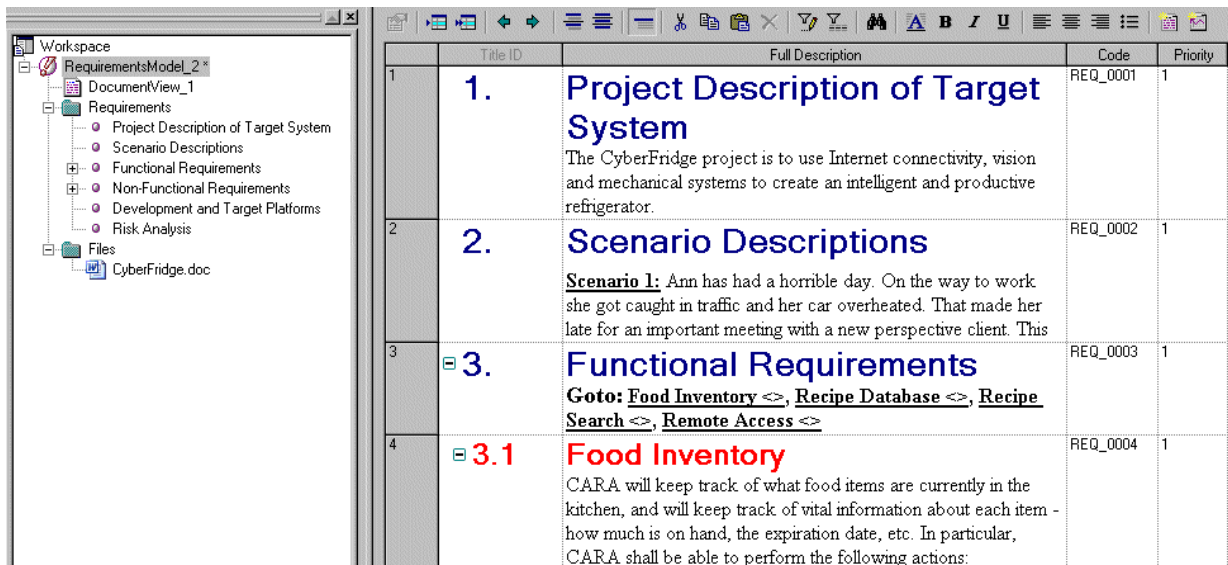 Workspace
RequirementsModel_2 *
DocumentView_1
Requirements
Project Description of Target System
Scenario Descriptions
Functional Requirements
Non-Functional Requirements
Development and Target Platforms
Risk Analysis
Files
CyberFridge.doc
A B I U
Title ID Full Description Code Priority
1 1. Project Description of Target REQ_0001 1
System
The CyberFridge project is to use Internet connectivity, vision
and mechanical systems to create an intelligent and productive
refrigerator.
2 2. Scenario Descriptions REQ_0002 1
Scenario 1: Ann has had a horrible day. On the way to work
she got caught in traffic and her car overheated. That made her
late for an important meeting with a new perspective client. This
3 3. Functional Requirements REQ_0003 1
Goto: Food Inventory <>, Recipe Database <>, Recipe
Search <>, Remote Access <>
4 3.1 Food Inventory REQ_0004 1
CARA will keep track of what food items are currently in the
kitchen, and will keep track of vital information about each item -
how much is on hand, the expiration date, etc. In particular,
CARA shall be able to perform the following actions: